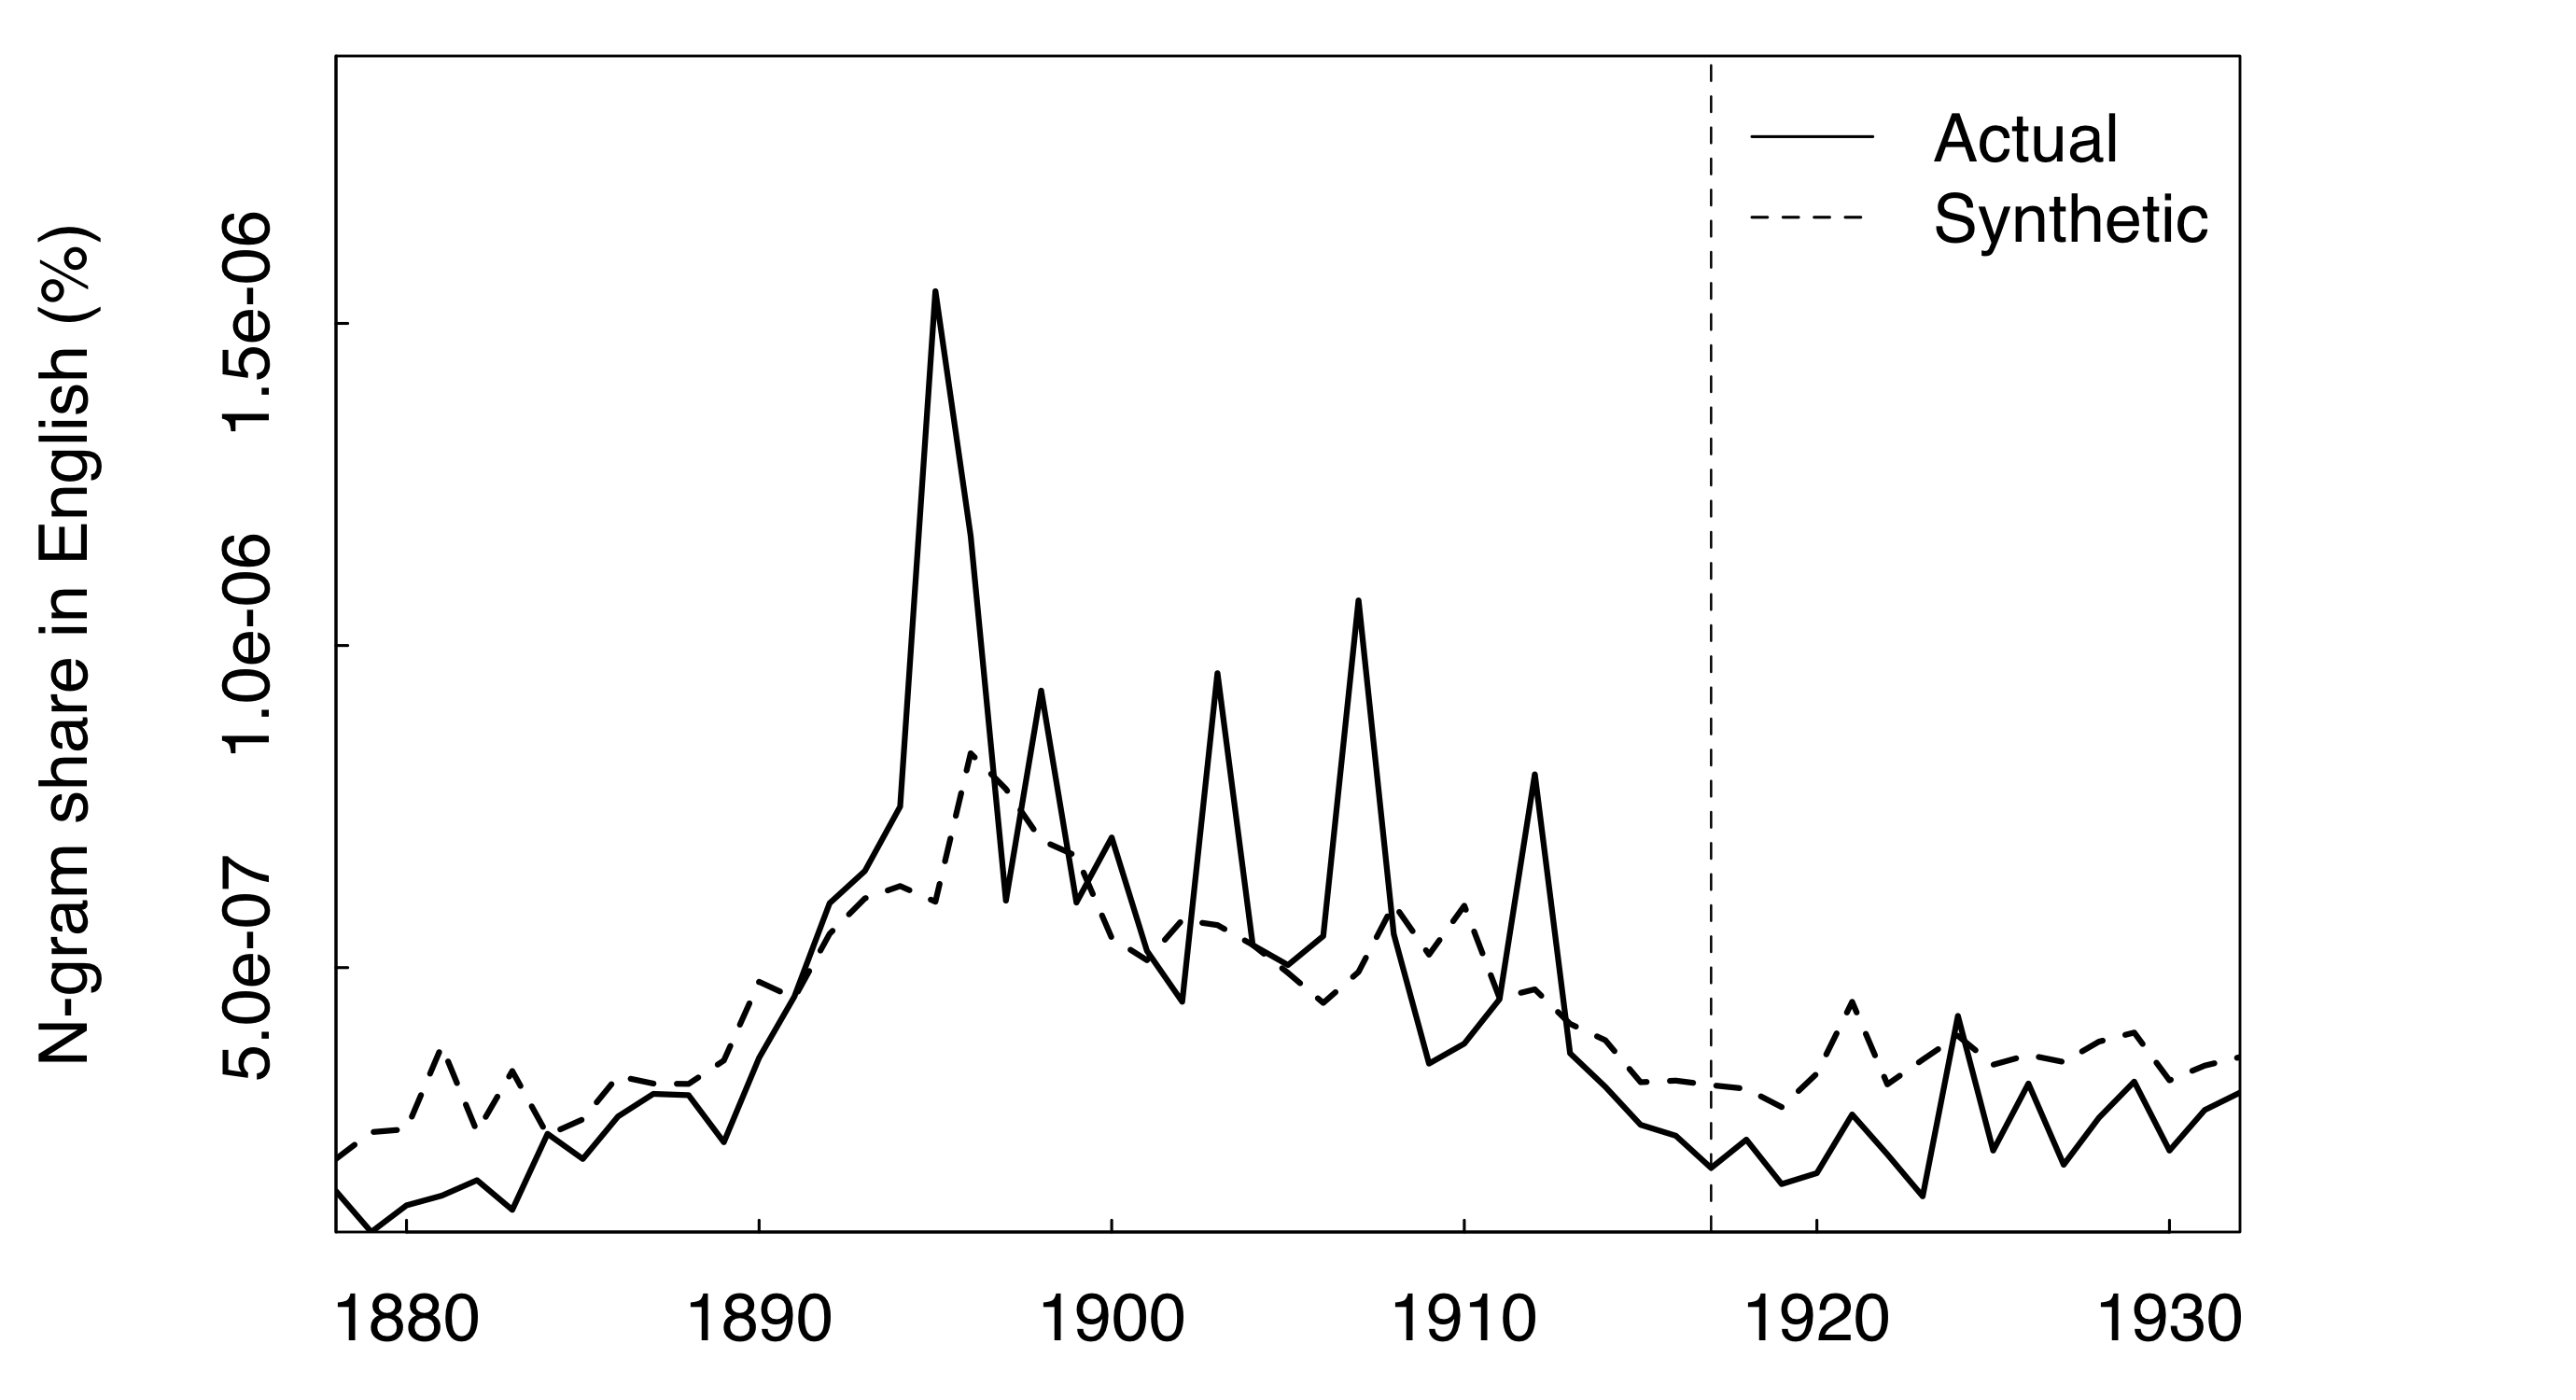 N-gram share in English (%)
1.5e-06
1.0e-06
5.0e-07
Actual
Synthetic
1880 1890 1900 1910 1920 1930